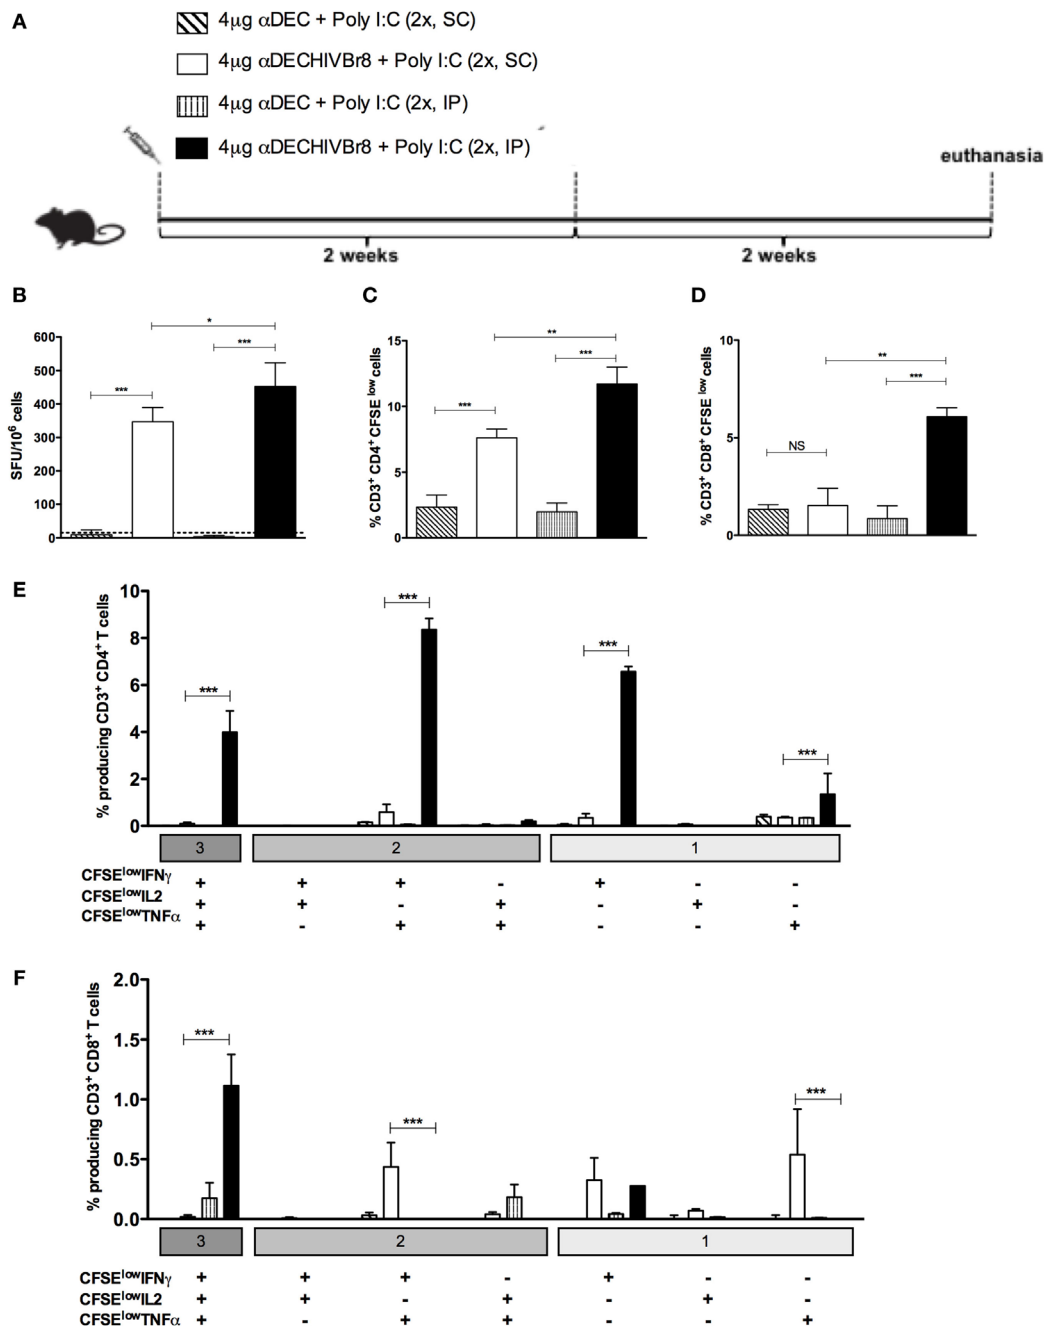 A
4µg αDEC + Poly I:C (2x, SC)
4µg αDECHIVBr8 + Poly I:C (2x, SC)
4µg αDEC + Poly I:C (2x, IP)
4µg αDECHIVBr8 + Poly I:C (2x, IP)
euthanasia
2 weeks
2 weeks
B
SFU/10⁶ cells
600
500
400
300
200
100
0
***
*
***
C
% CD3⁺ CD4⁺ CFSE low cells
15
10
5
0
***
**
***
D
% CD3⁺ CD8⁺ CFSE low cells
10
5
0
NS
**
***
E
% producing CD3⁺ CD4⁺ T cells
10
8
6
4
2
0
***
***
***
***
3
2
1
CFSElowIFNγ + + + - + - -
CFSElowIL2 + + - + - + -
CFSElowTNFα + - + + - - +
F
% producing CD3⁺ CD8⁺ T cells
2.0
1.5
1.0
0.5
0.0
***
***
***
3
2
1
CFSElowIFNγ + + + - + - -
CFSElowIL2 + + - + - + -
CFSElowTNFα + - + + - - +